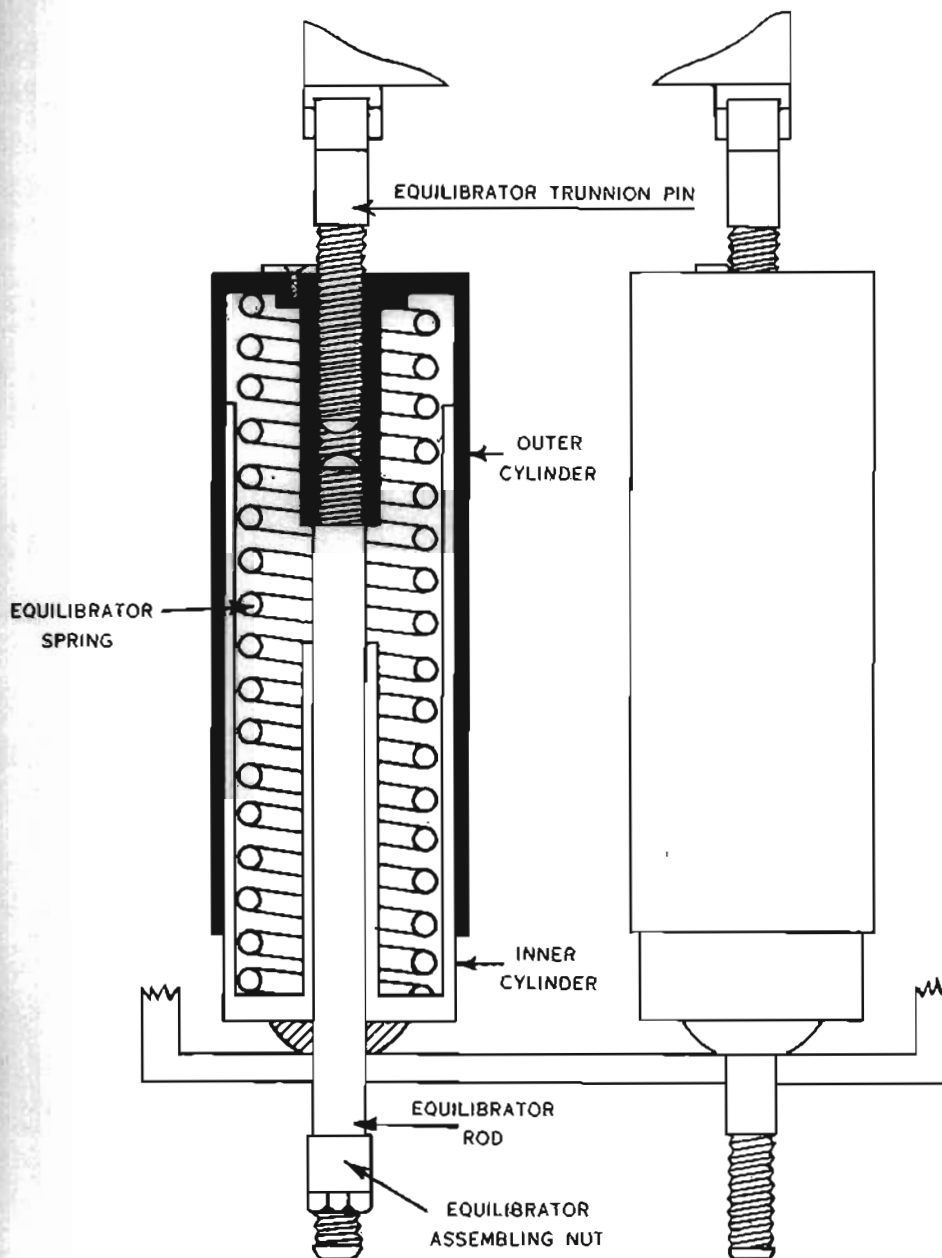 EQUILIBRATOR TRUNNION PIN
OUTER
CYLINDER
EQUILIBRATOR
SPRING
INNER
CYLINDER
EQUILIBRATOR
ROD
EQUILIBRATOR
ASSEMBLING NUT